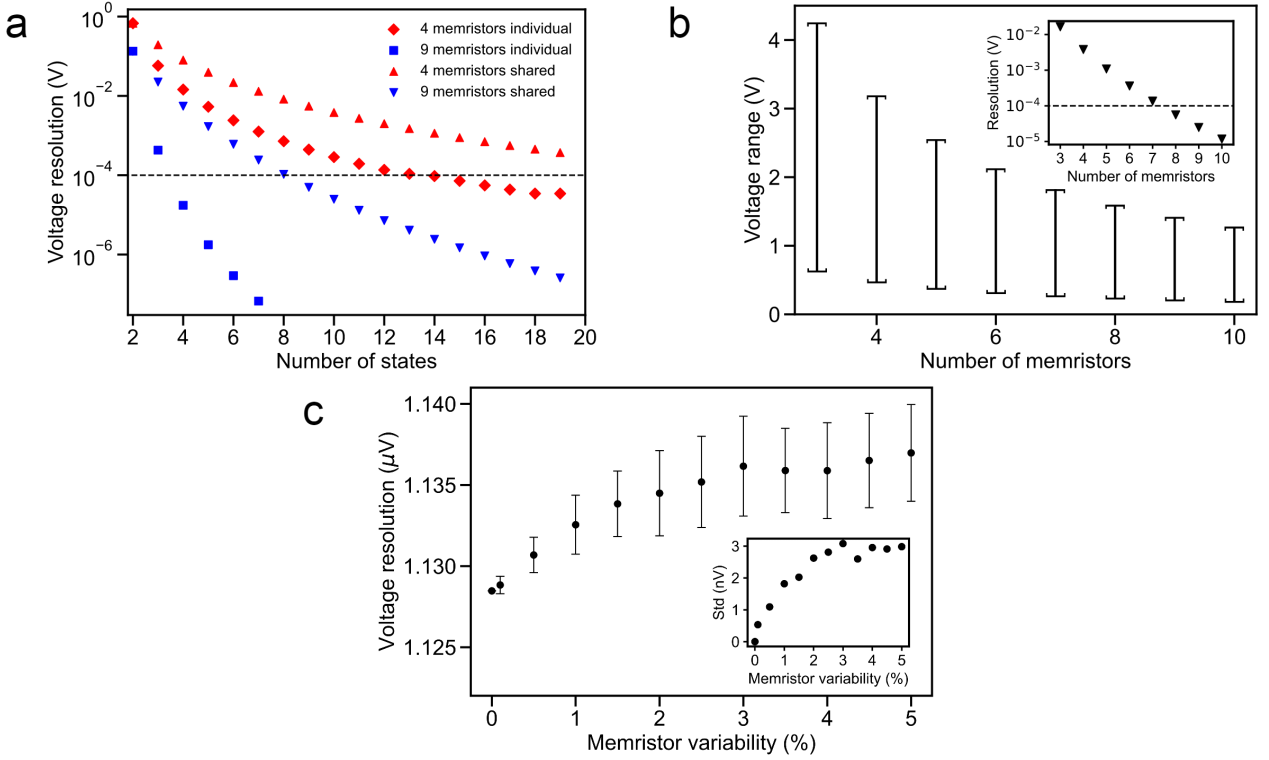 a
Voltage resolution (V)
10⁰
10⁻²
10⁻⁴
10⁻⁶
4 memristors individual
9 memristors individual
4 memristors shared
9 memristors shared
2 4 6 8 10 12 14 16 18 20
Number of states
b
Voltage range (V)
4
3
2
1
0
4 6 8 10
Number of memristors
Resolution (V)
10⁻²
10⁻³
10⁻⁴
10⁻⁵
3 4 5 6 7 8 9 10
Number of memristors
c
Voltage resolution (μV)
1.140
1.135
1.130
1.125
0 1 2 3 4 5
Memristor variability (%)
Std (nV)
3
2
1
0
0 1 2 3 4 5
Memristor variability (%)